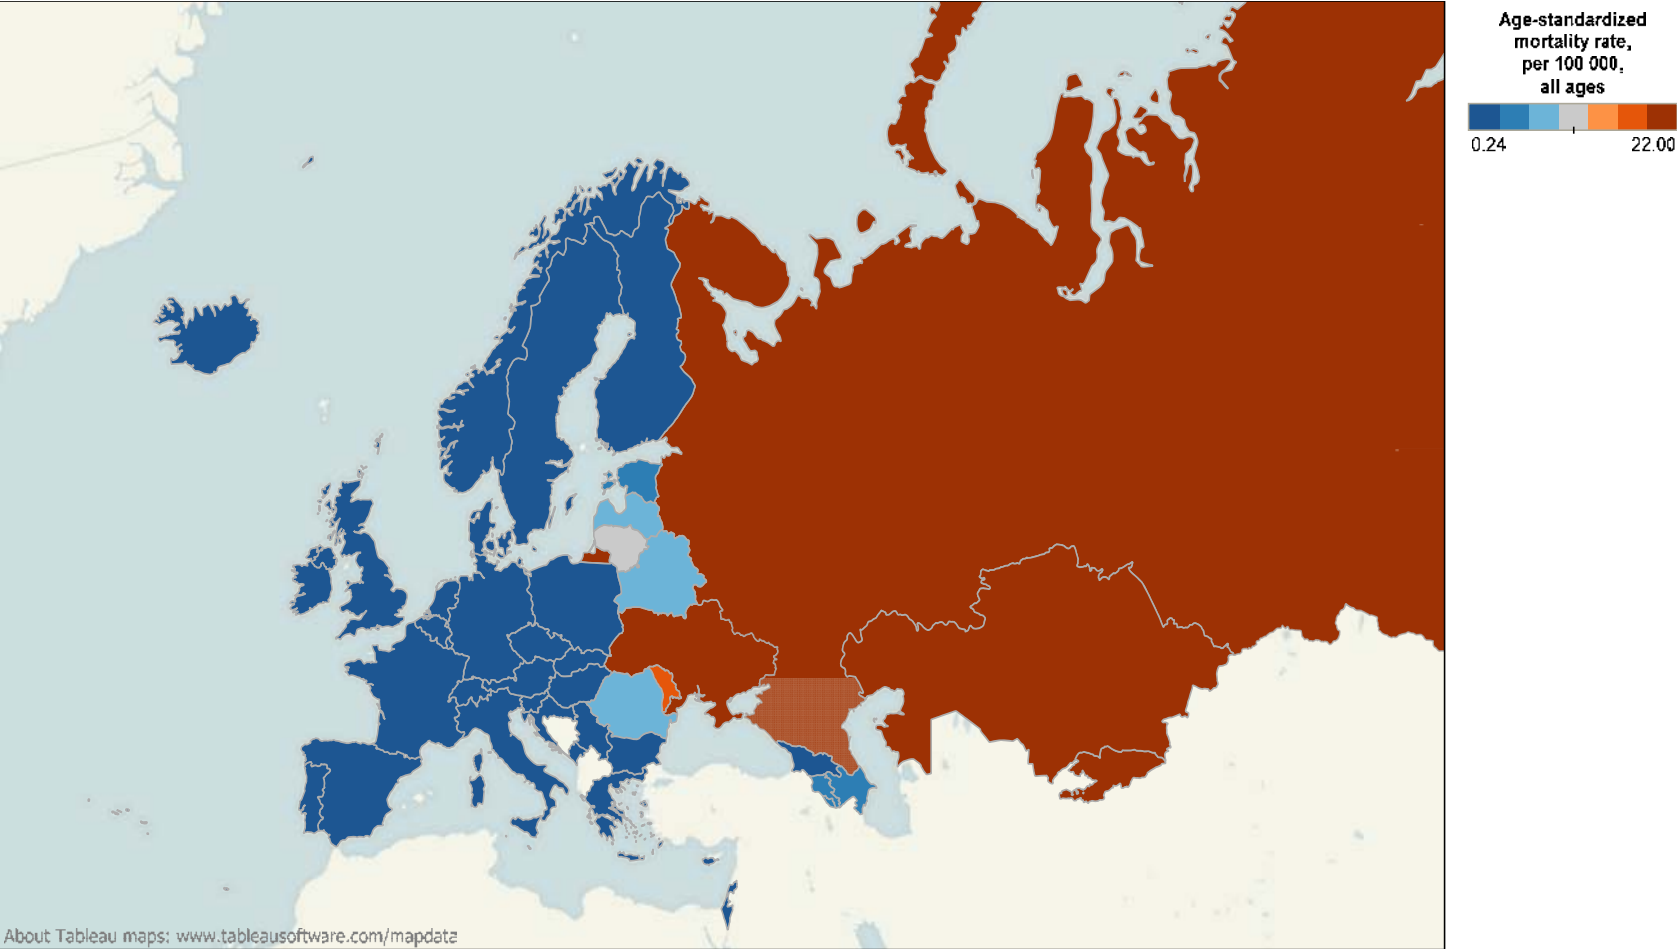 Age-standardized
mortality rate,
per 100 000,
all ages
0.24 22.00
About Tableau maps: www.tableausoftware.com/mapdata